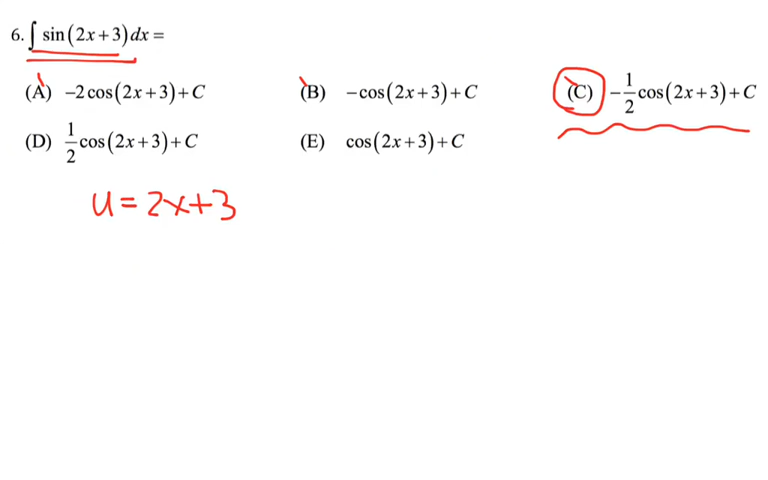 6. ∫ sin(2x+3)dx =
(A) −2cos(2x+3)+C (B) −cos(2x+3)+C (C) −1/2 cos(2x+3)+C
(D) 1/2 cos(2x+3)+C (E) cos(2x+3)+C
u = 2x+3